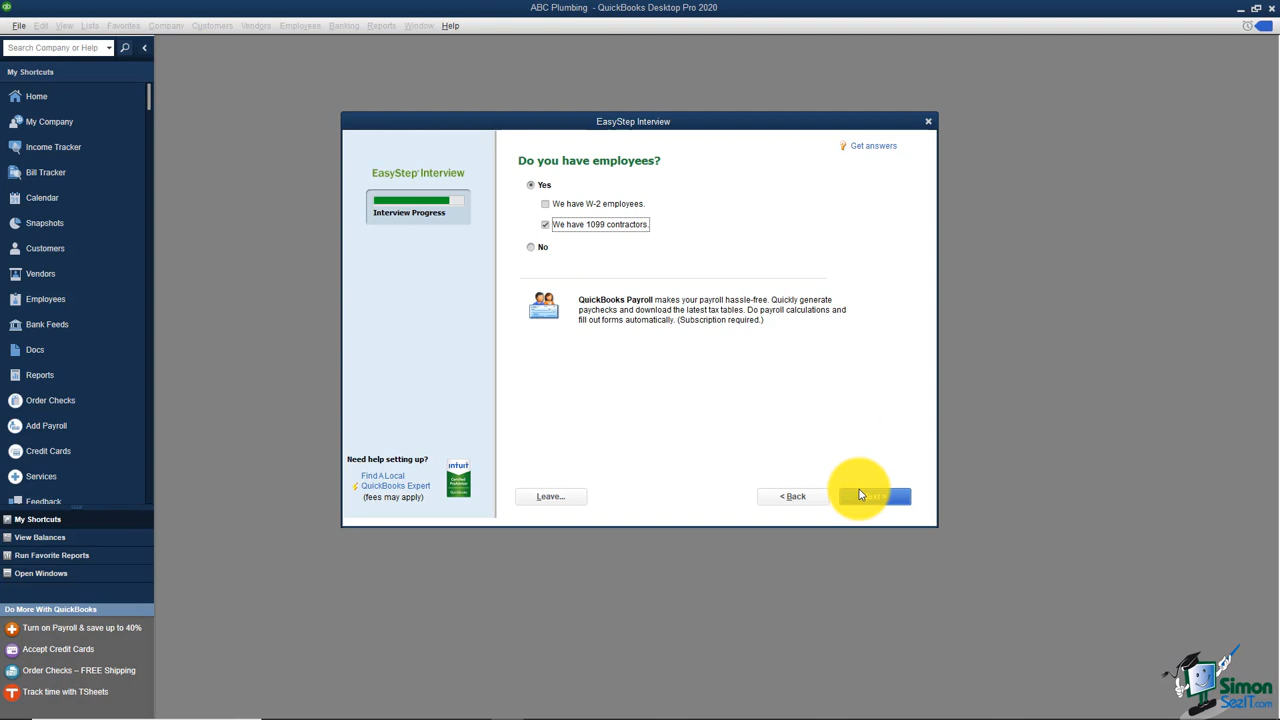 ABC Plumbing - QuickBooks Desktop Pro 2020
File Edit View Lists Favorites Company Customers Vendors Employees Banking Reports Window Help
Search Company or Help
My Shortcuts
Home
My Company
Income Tracker
Bill Tracker
Calendar
Snapshots
Customers
Vendors
Employees
Bank Feeds
Docs
Reports
Order Checks
Add Payroll
Credit Cards
Services
Feedback
My Shortcuts
View Balances
Run Favorite Reports
Open Windows
Do More With QuickBooks
Turn on Payroll & save up to 40%
Accept Credit Cards
Order Checks – FREE Shipping
Track time with TSheets
EasyStep Interview
EasyStep Interview
Interview Progress
Need help setting up?
Find A Local
QuickBooks Expert
(fees may apply)
intuit
Get answers
Do you have employees?
Yes
We have W-2 employees.
We have 1099 contractors.
No
QuickBooks Payroll makes your payroll hassle-free. Quickly generate
paychecks and download the latest tax tables. Do payroll calculations and
fill out forms automatically. (Subscription required.)
Leave...
< Back
Next >
Simon
SezIT.com